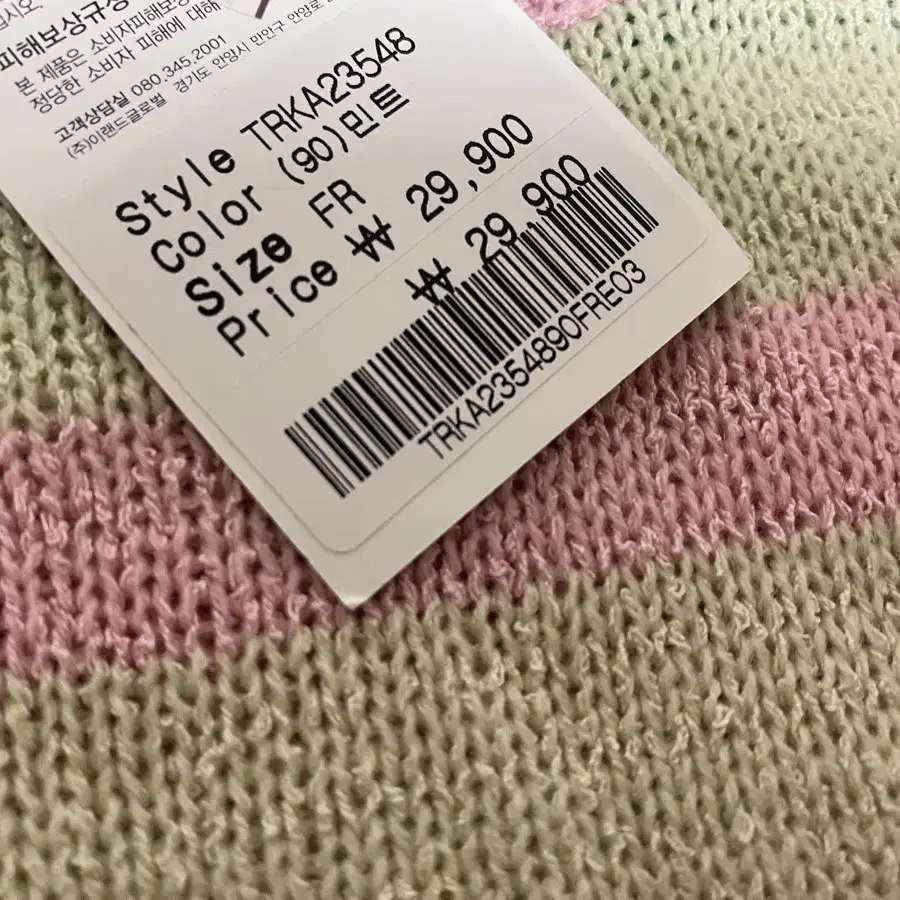 십시오.
피해보상규정
본 제품은 소비자피해보상
정당한 소비자 피해에 대해
고객상담실 080.345.2001
(주)이랜드글로벌 경기도 안양시 만안구 안양로
Style TRKA23548
Color (90)민트
Size FR
Price ₩ 29,900
₩ 29,900
TRKA2354890FRE03